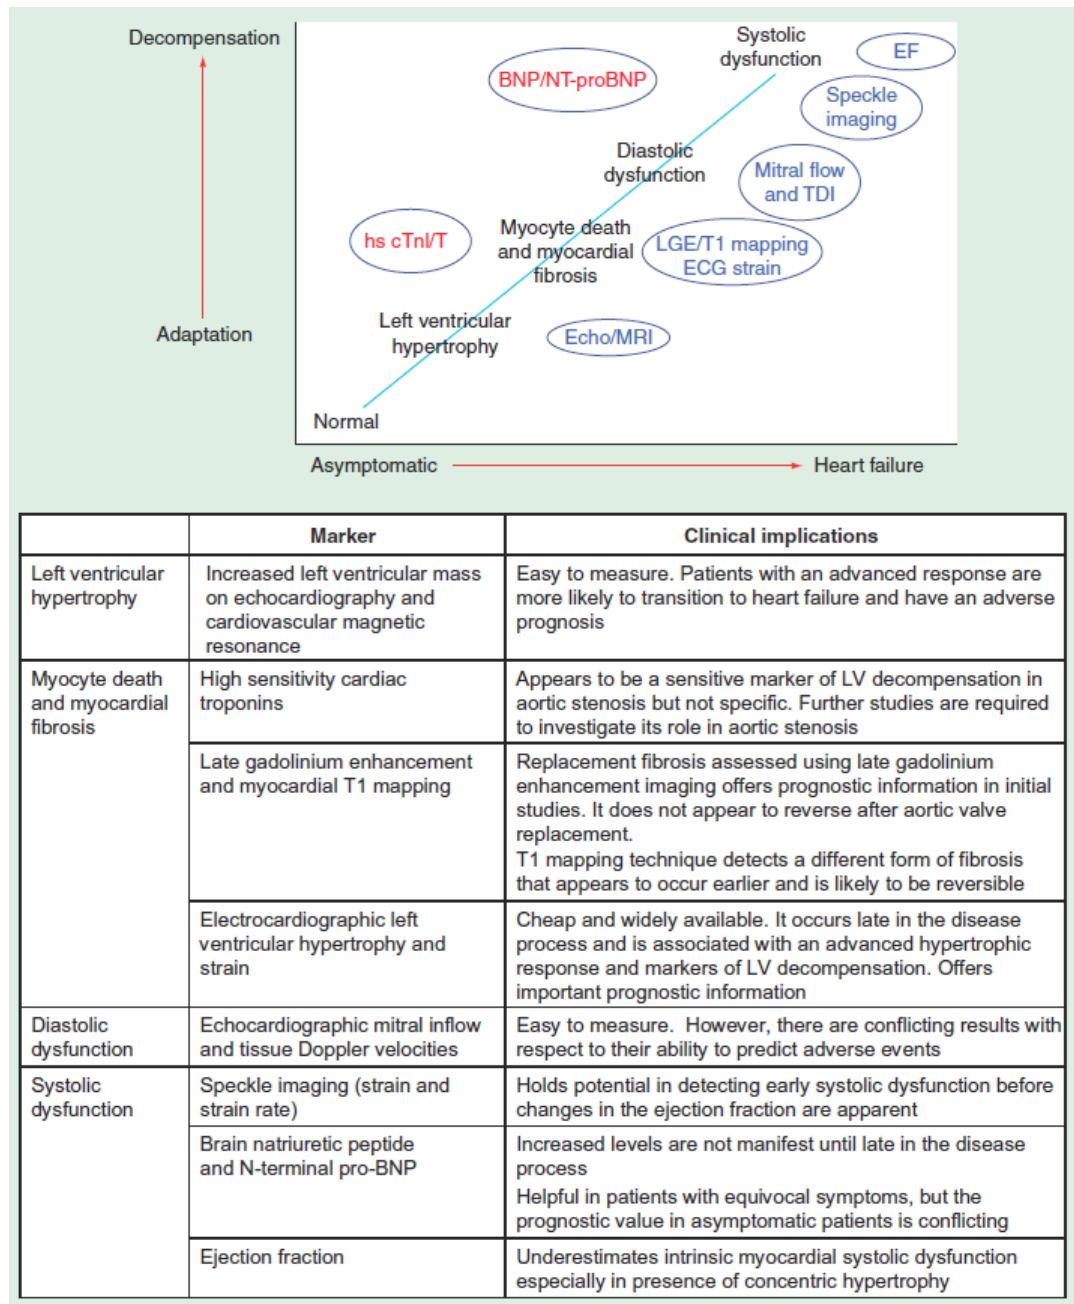 Decompensation
Adaptation
Systolic
dysfunction
EF
BNP/NT-proBNP
Speckle
imaging
Diastolic
dysfunction
Mitral flow
and TDI
hs cTnI/T
Myocyte death
and myocardial
fibrosis
LGE/T1 mapping
ECG strain
Left ventricular
hypertrophy
Echo/MRI
Normal
Asymptomatic
Heart failure
Marker
Clinical implications
Left ventricular
hypertrophy
Increased left ventricular mass
on echocardiography and
cardiovascular magnetic
resonance
Easy to measure. Patients with an advanced response are
more likely to transition to heart failure and have an adverse
prognosis
Myocyte death
and myocardial
fibrosis
High sensitivity cardiac
troponins
Appears to be a sensitive marker of LV decompensation in
aortic stenosis but not specific. Further studies are required
to investigate its role in aortic stenosis
Late gadolinium enhancement
and myocardial T1 mapping
Replacement fibrosis assessed using late gadolinium
enhancement imaging offers prognostic information in initial
studies. It does not appear to reverse after aortic valve
replacement.
T1 mapping technique detects a different form of fibrosis
that appears to occur earlier and is likely to be reversible
Electrocardiographic left
ventricular hypertrophy and
strain
Cheap and widely available. It occurs late in the disease
process and is associated with an advanced hypertrophic
response and markers of LV decompensation. Offers
important prognostic information
Diastolic
dysfunction
Echocardiographic mitral inflow
and tissue Doppler velocities
Easy to measure. However, there are conflicting results with
respect to their ability to predict adverse events
Systolic
dysfunction
Speckle imaging (strain and
strain rate)
Holds potential in detecting early systolic dysfunction before
changes in the ejection fraction are apparent
Brain natriuretic peptide
and N-terminal pro-BNP
Increased levels are not manifest until late in the disease
process
Helpful in patients with equivocal symptoms, but the
prognostic value in asymptomatic patients is conflicting
Ejection fraction
Underestimates intrinsic myocardial systolic dysfunction
especially in presence of concentric hypertrophy